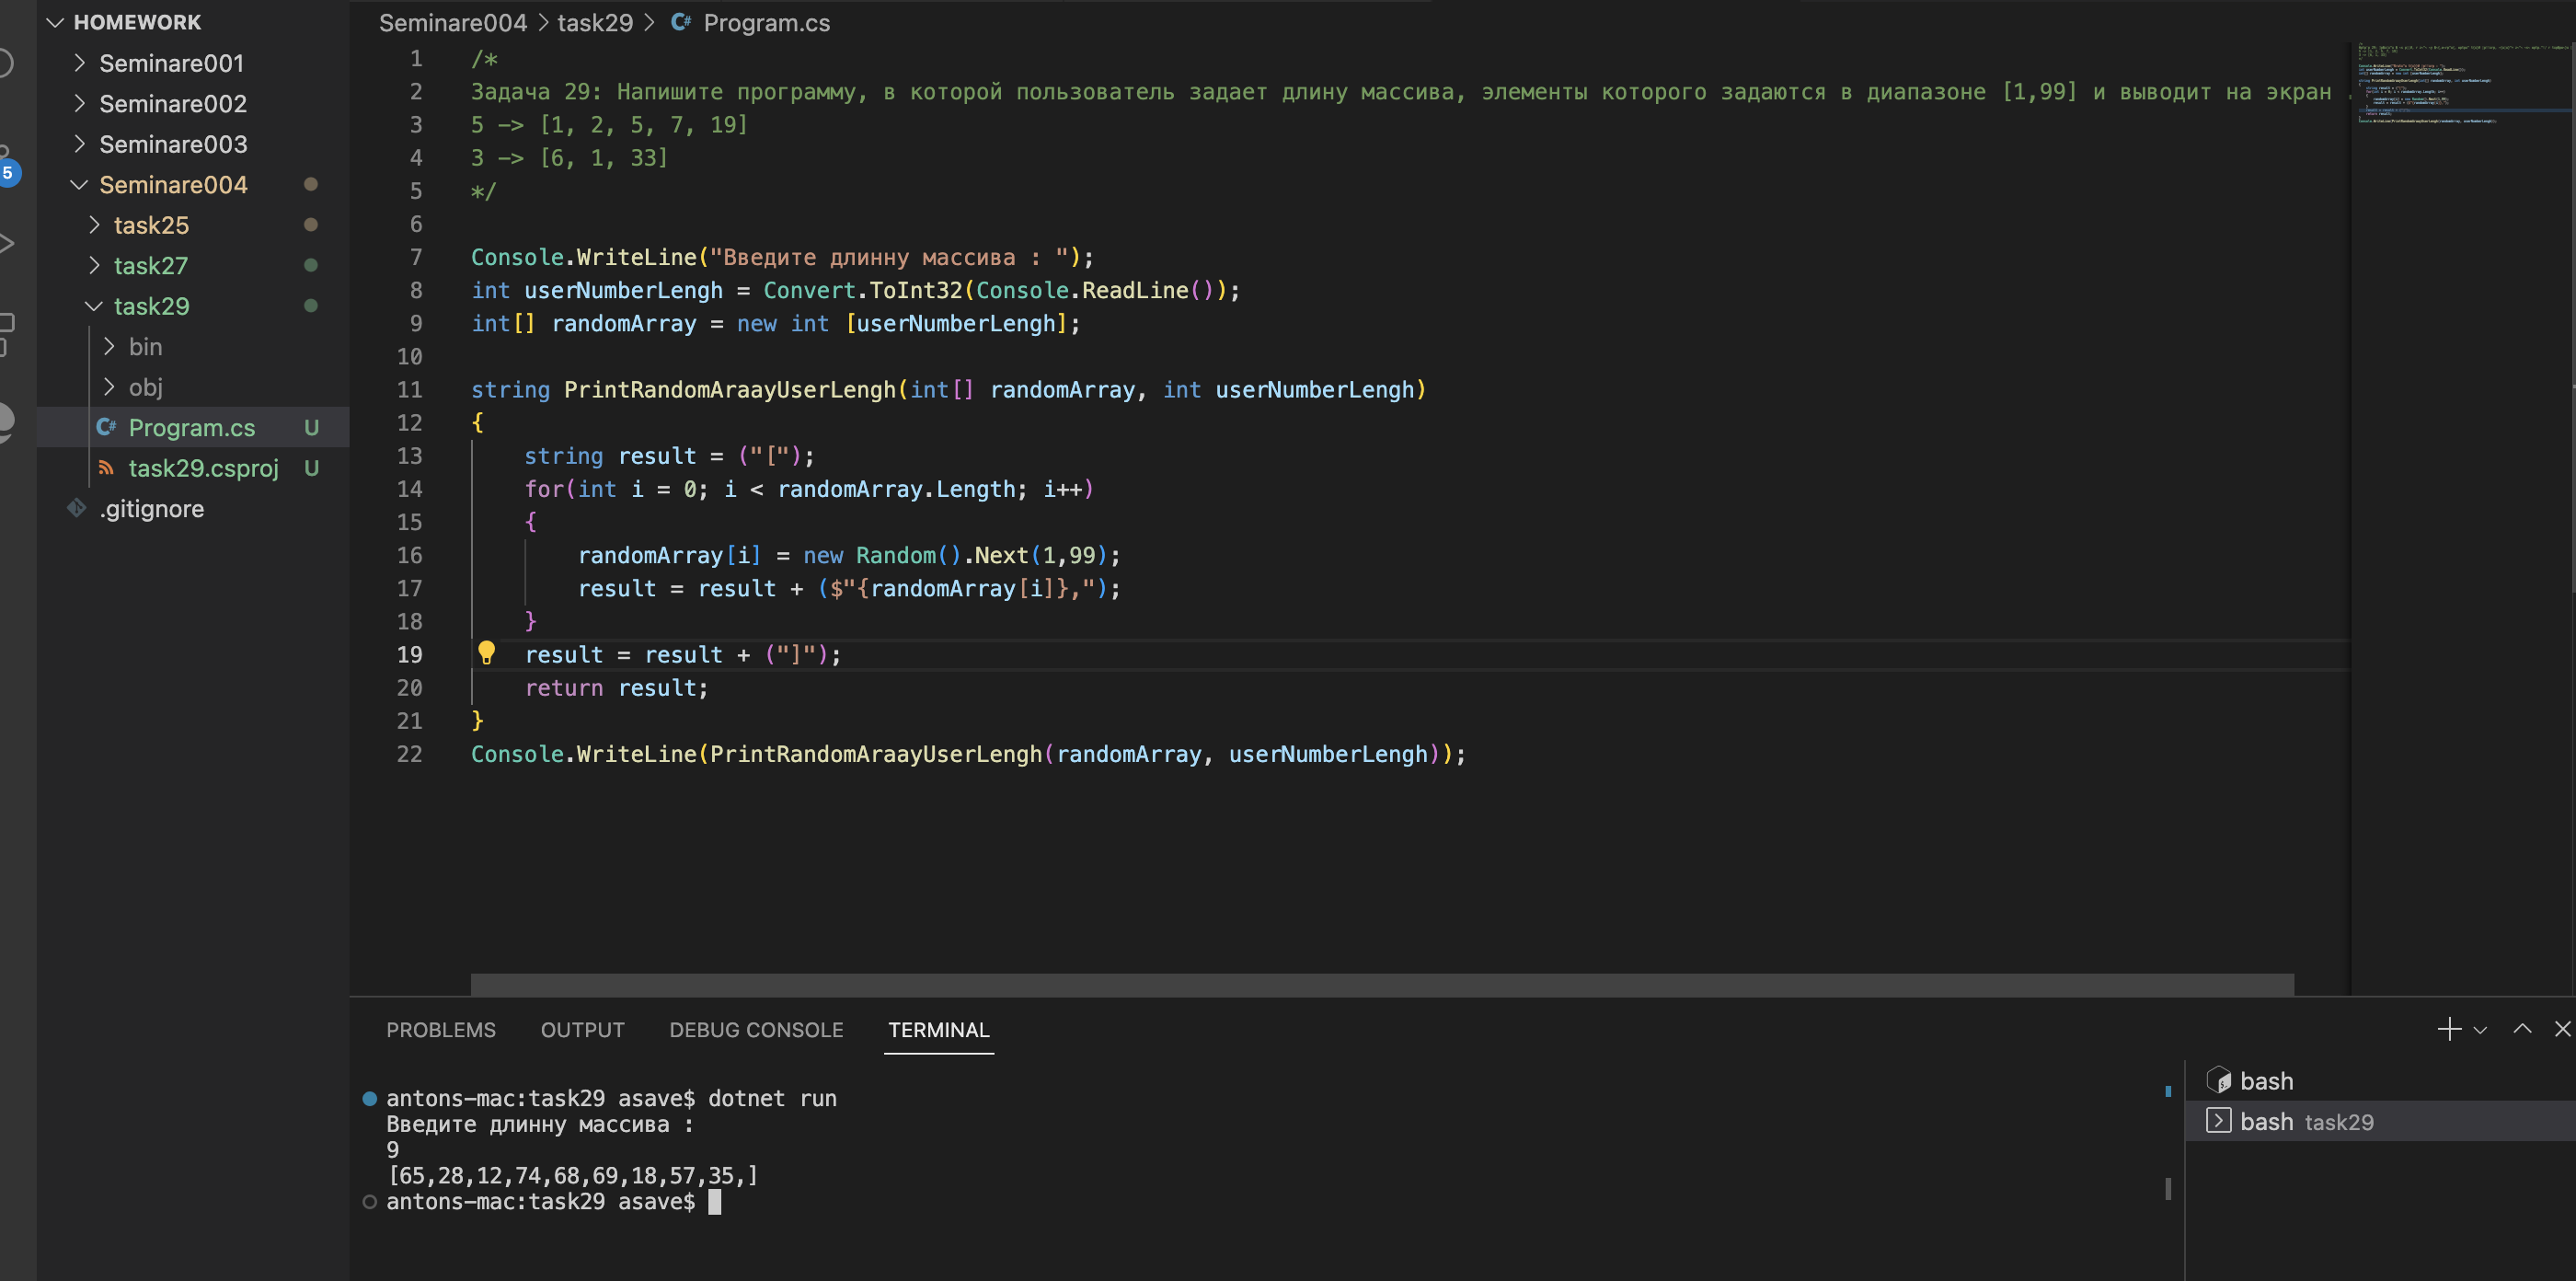 HOMEWORK
Seminare001
Seminare002
Seminare003
Seminare004
task25
task27
task29
bin
obj
C# Program.cs U
task29.csproj U
.gitignore
5
Seminare004 > task29 > C# Program.cs
1 /*
2 Задача 29: Напишите программу, в которой пользователь задает длину массива, элементы которого задаются в диапазоне [1,99] и выводит на экран
3 5 -> [1, 2, 5, 7, 19]
4 3 -> [6, 1, 33]
5 */
6
7 Console.WriteLine("Введите длинну массива : ");
8 int userNumberLengh = Convert.ToInt32(Console.ReadLine());
9 int[] randomArray = new int [userNumberLengh];
10
11 string PrintRandomAraayUserLengh(int[] randomArray, int userNumberLengh)
12 {
13 string result = ("[");
14 for(int i = 0; i < randomArray.Length; i++)
15 {
16 randomArray[i] = new Random().Next(1,99);
17 result = result + ($"{randomArray[i]},");
18 }
19 result = result + ("]");
20 return result;
21 }
22 Console.WriteLine(PrintRandomAraayUserLengh(randomArray, userNumberLengh));
PROBLEMS OUTPUT DEBUG CONSOLE TERMINAL
antons-mac:task29 asave$ dotnet run
Введите длинну массива :
9
[65,28,12,74,68,69,18,57,35,]
antons-mac:task29 asave$
bash
bash task29